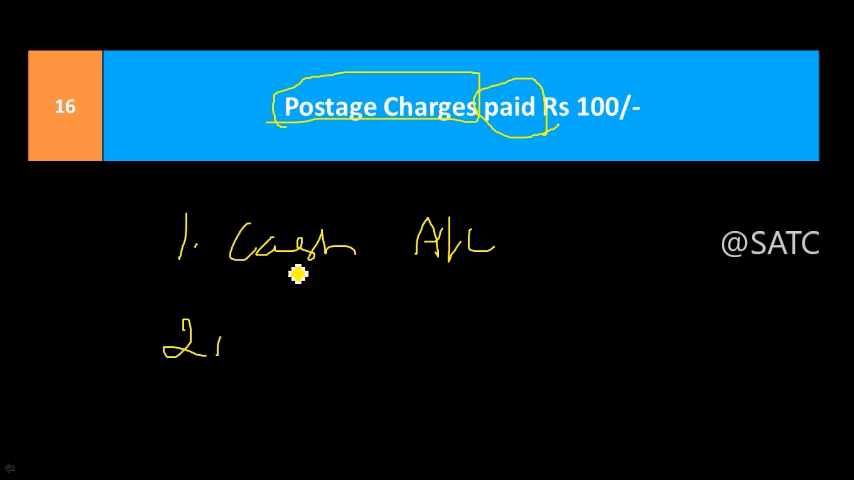 16
Postage Charges paid Rs 100/-
1. Cash A/c
@SATC
2.